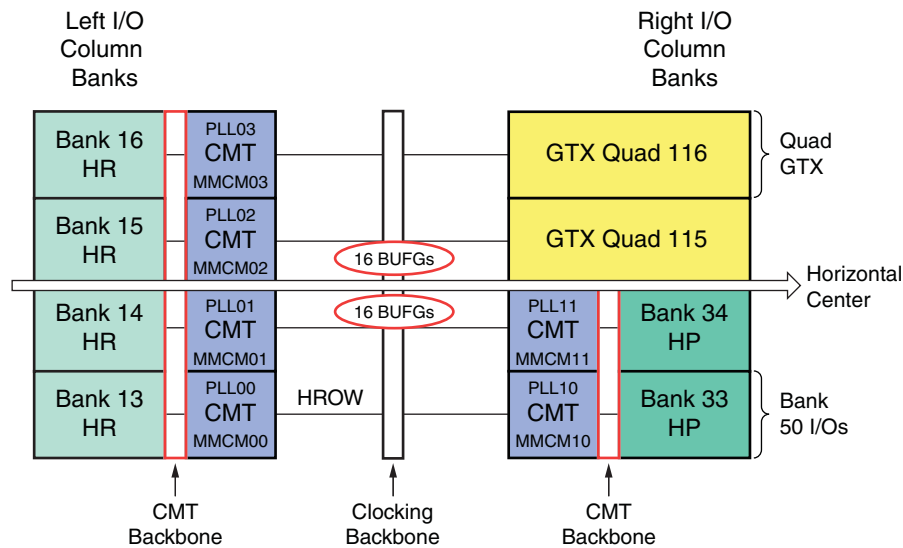 Left I/O
Column
Banks
Right I/O
Column
Banks
Bank 16
HR
PLL03
CMT
MMCM03
GTX Quad 116
Quad
GTX
Bank 15
HR
PLL02
CMT
MMCM02
16 BUFGs
GTX Quad 115
Horizontal
Center
Bank 14
HR
PLL01
CMT
MMCM01
16 BUFGs
PLL11
CMT
MMCM11
Bank 34
HP
Bank 13
HR
PLL00
CMT
MMCM00
HROW
PLL10
CMT
MMCM10
Bank 33
HP
Bank
50 I/Os
CMT
Backbone
Clocking
Backbone
CMT
Backbone